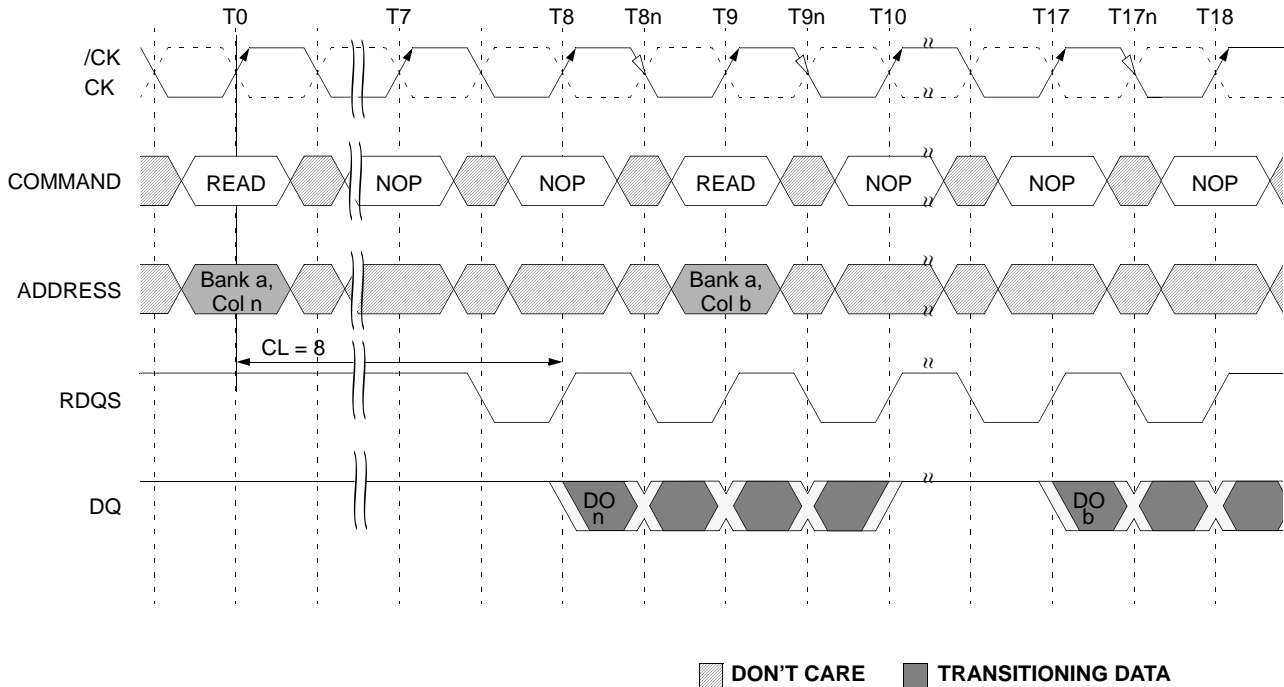 T0 T7 T8 T8n T9 T9n T10 T17 T17n T18
/CK
CK
COMMAND READ NOP NOP READ NOP NOP NOP
ADDRESS Bank a, Col n Bank a, Col b
CL = 8
RDQS
DQ DO n DO b
DON'T CARE TRANSITIONING DATA